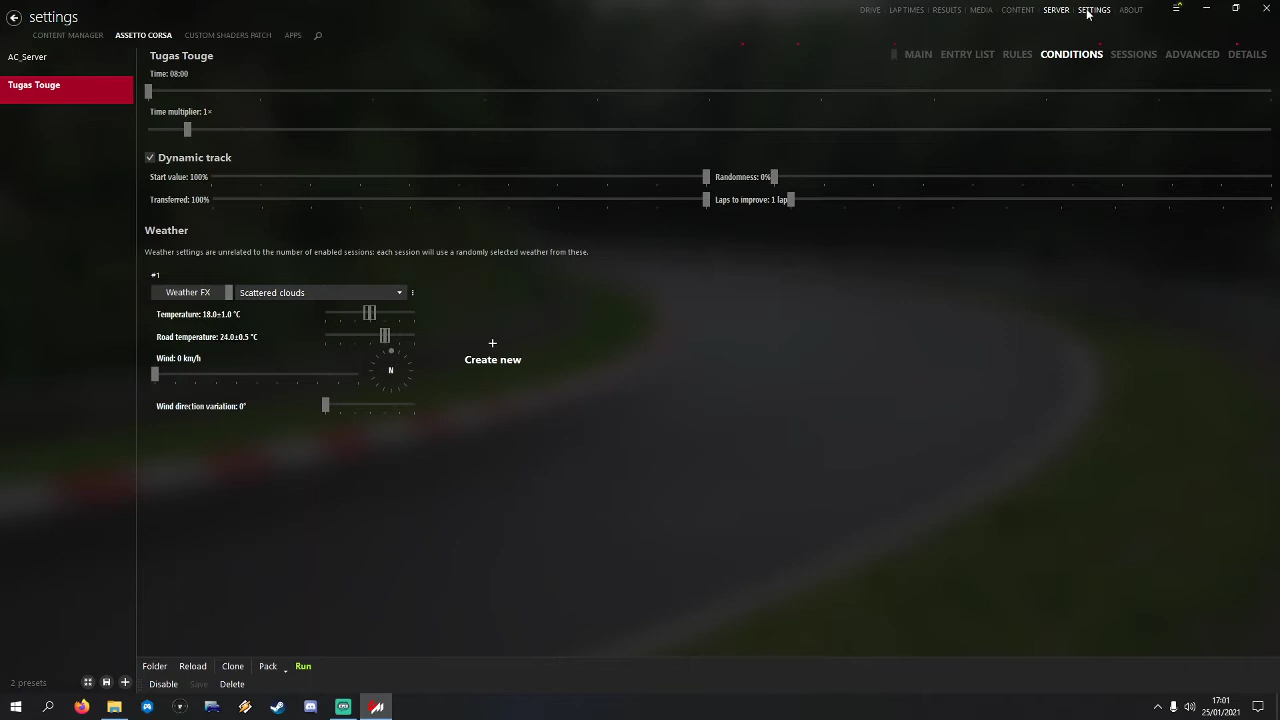 settings
DRIVE LAP TIMES RESULTS MEDIA CONTENT SERVER SETTINGS ABOUT
CONTENT MANAGER ASSETTO CORSA CUSTOM SHADERS PATCH APPS
AC_Server
Tugas Touge
Tugas Touge
MAIN ENTRY LIST RULES CONDITIONS SESSIONS ADVANCED DETAILS
Time: 08:00
Time multiplier: 1×
Dynamic track
Start value: 100% Randomness: 0%
Transferred: 100% Laps to improve: 1 lap
Weather
Weather settings are unrelated to the number of enabled sessions: each session will use a randomly selected weather from these.
#1
Weather FX Scattered clouds
Temperature: 18.0±1.0 °C
Road temperature: 24.0±0.5 °C
Wind: 0 km/h
N
Wind direction variation: 0°
+
Create new
Folder Reload Clone Pack Run
Disable Save Delete
2 presets
17:01
25/01/2021